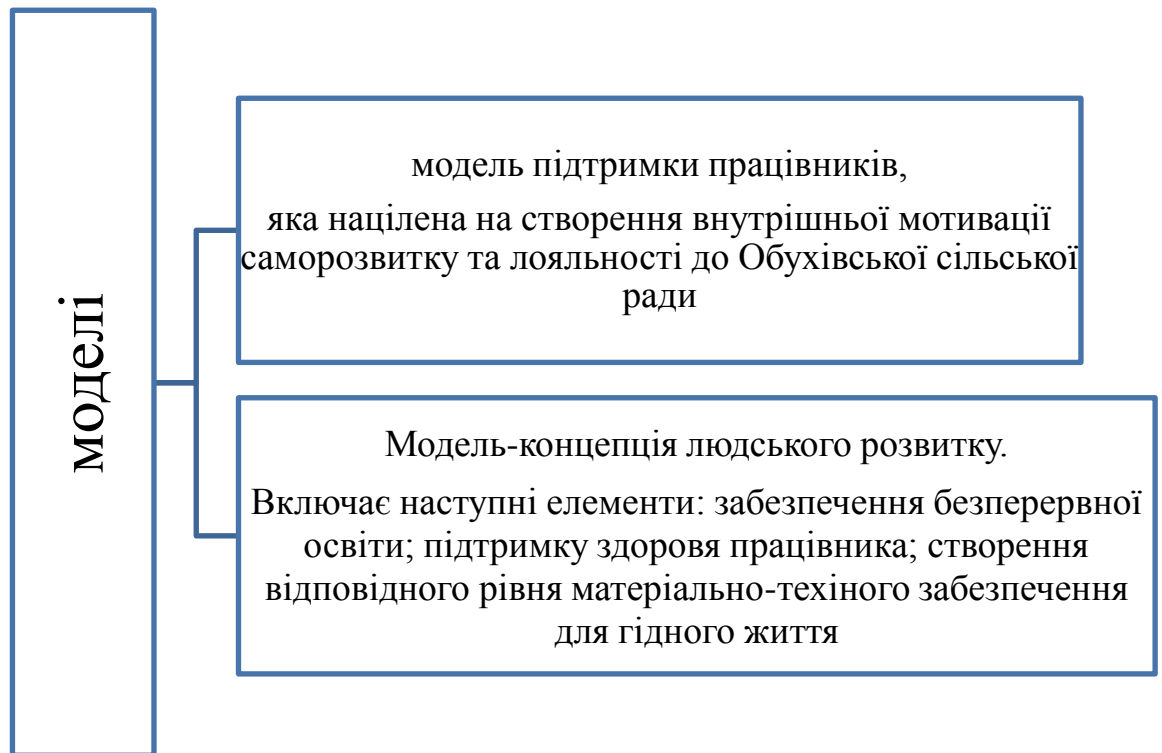 моделі
модель підтримки працівників,
яка націлена на створення внутрішньої мотивації
саморозвитку та лояльності до Обухівської сільської
ради
Модель-концепція людського розвитку.
Включає наступні елементи: забезпечення безперервної
освіти; підтримку здоровя працівника; створення
відповідного рівня матеріально-техіного забезпечення
для гідного життя